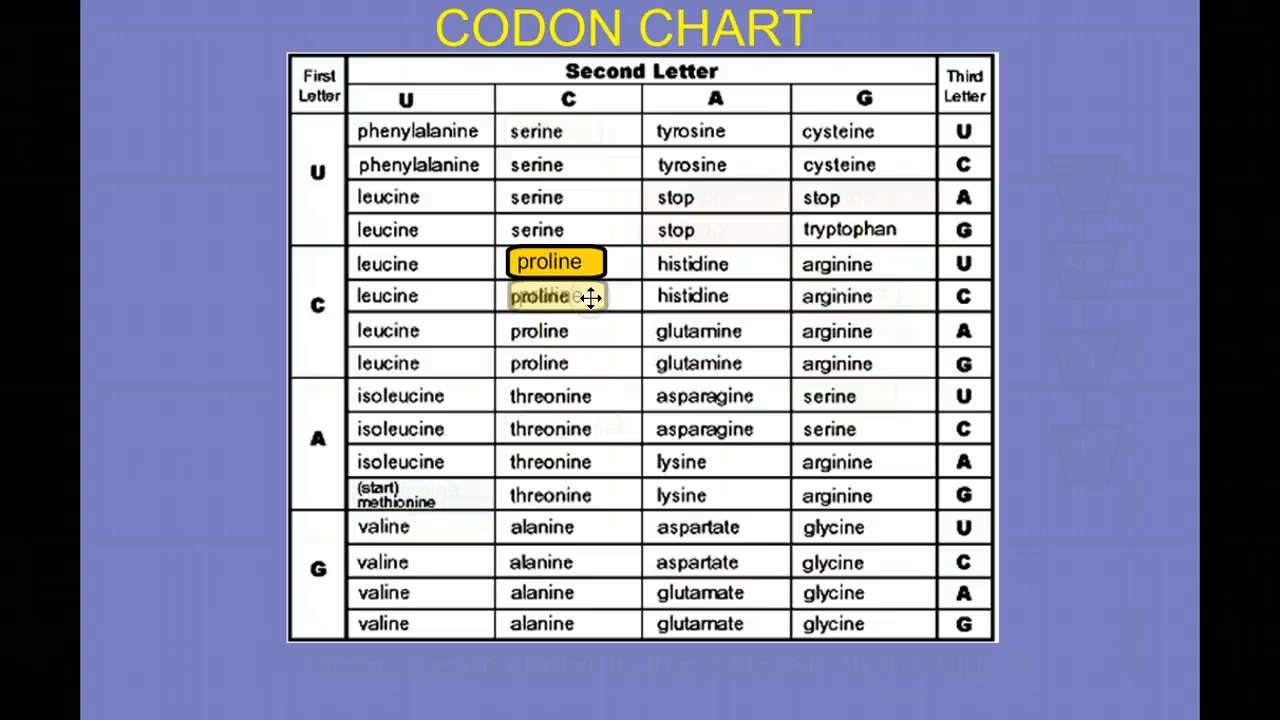 CODON CHART
First Letter Second Letter Third Letter
U C A G
U phenylalanine serine tyrosine cysteine U
phenylalanine serine tyrosine cysteine C
leucine serine stop stop A
leucine serine stop tryptophan G
C leucine proline histidine arginine U
leucine proline histidine arginine C
leucine proline glutamine arginine A
leucine proline glutamine arginine G
A isoleucine threonine asparagine serine U
isoleucine threonine asparagine serine C
isoleucine threonine lysine arginine A
(start) methionine threonine lysine arginine G
G valine alanine aspartate glycine U
valine alanine aspartate glycine C
valine alanine glutamate glycine A
valine alanine glutamate glycine G